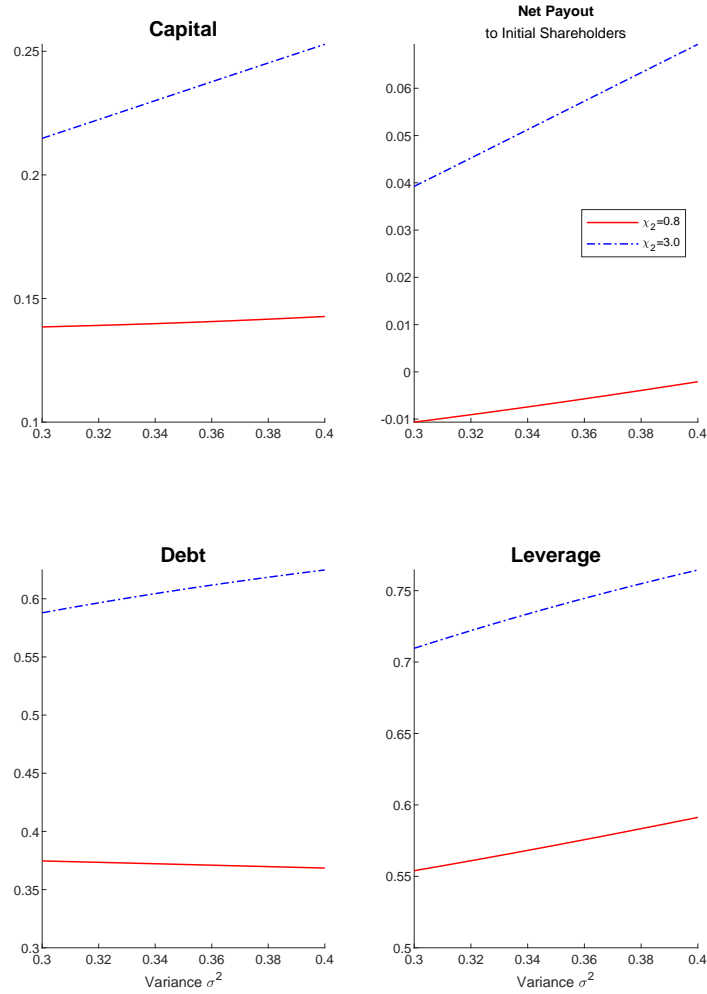 Capital
0.25
0.2
0.15
0.1
0.3 0.32 0.34 0.36 0.38 0.4
Net Payout
to Initial Shareholders
0.06
0.05
0.04
0.03
0.02
0.01
0
-0.01
0.3 0.32 0.34 0.36 0.38 0.4
χ2=0.8
χ2=3.0
Debt
0.6
0.55
0.5
0.45
0.4
0.35
0.3
0.3 0.32 0.34 0.36 0.38 0.4
Variance σ2
Leverage
0.75
0.7
0.65
0.6
0.55
0.5
0.3 0.32 0.34 0.36 0.38 0.4
Variance σ2